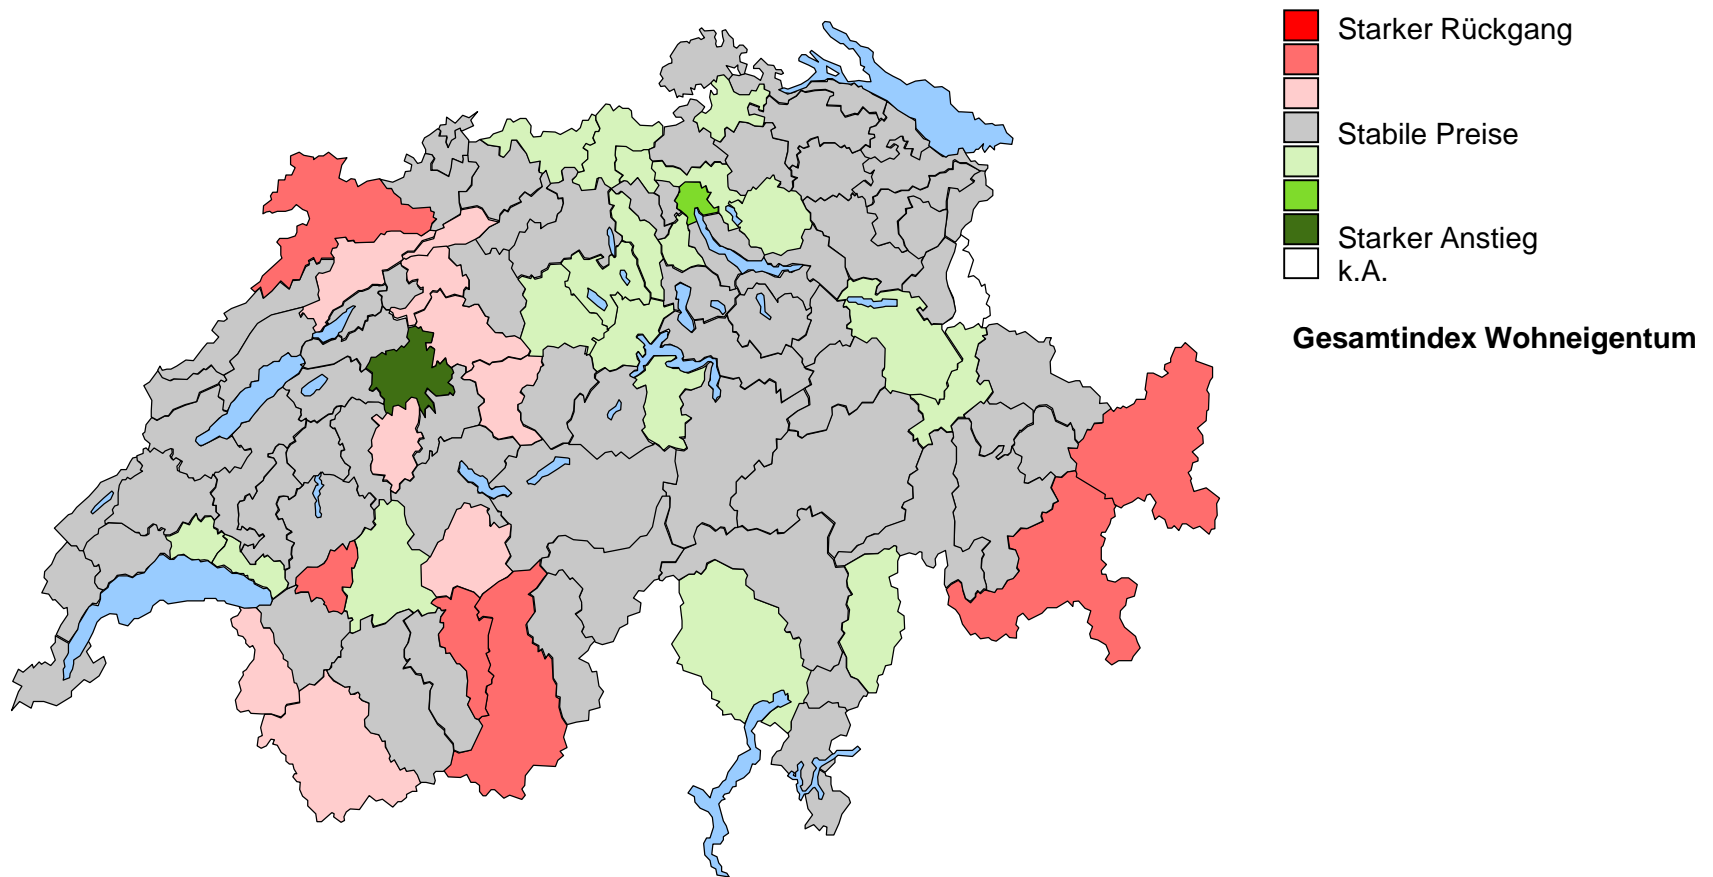 Starker Rückgang
Stabile Preise
Starker Anstieg
k.A.
Gesamtindex Wohneigentum